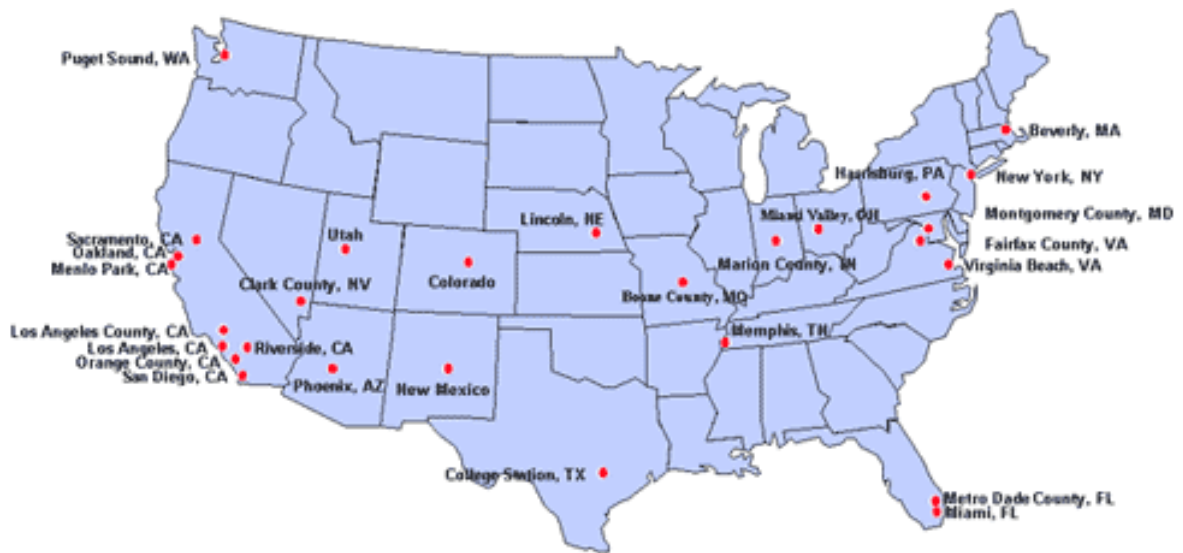 Puget Sound, WA
Beverly, MA
Harrisburg, PA
New York, NY
Lincoln, NE
Miami Valley, OH
Montgomery County, MD
Utah
Sacramento, CA
Fairfax County, VA
Oakland, CA
Marion County, IN
Virginia Beach, VA
Menlo Park, CA
Clark County, NV
Colorado
Boone County, MO
Los Angeles County, CA
Memphis, TN
Los Angeles, CA
Riverside, CA
Orange County, CA
San Diego, CA
Phoenix, AZ
New Mexico
College Station, TX
Metro Dade County, FL
Miami, FL